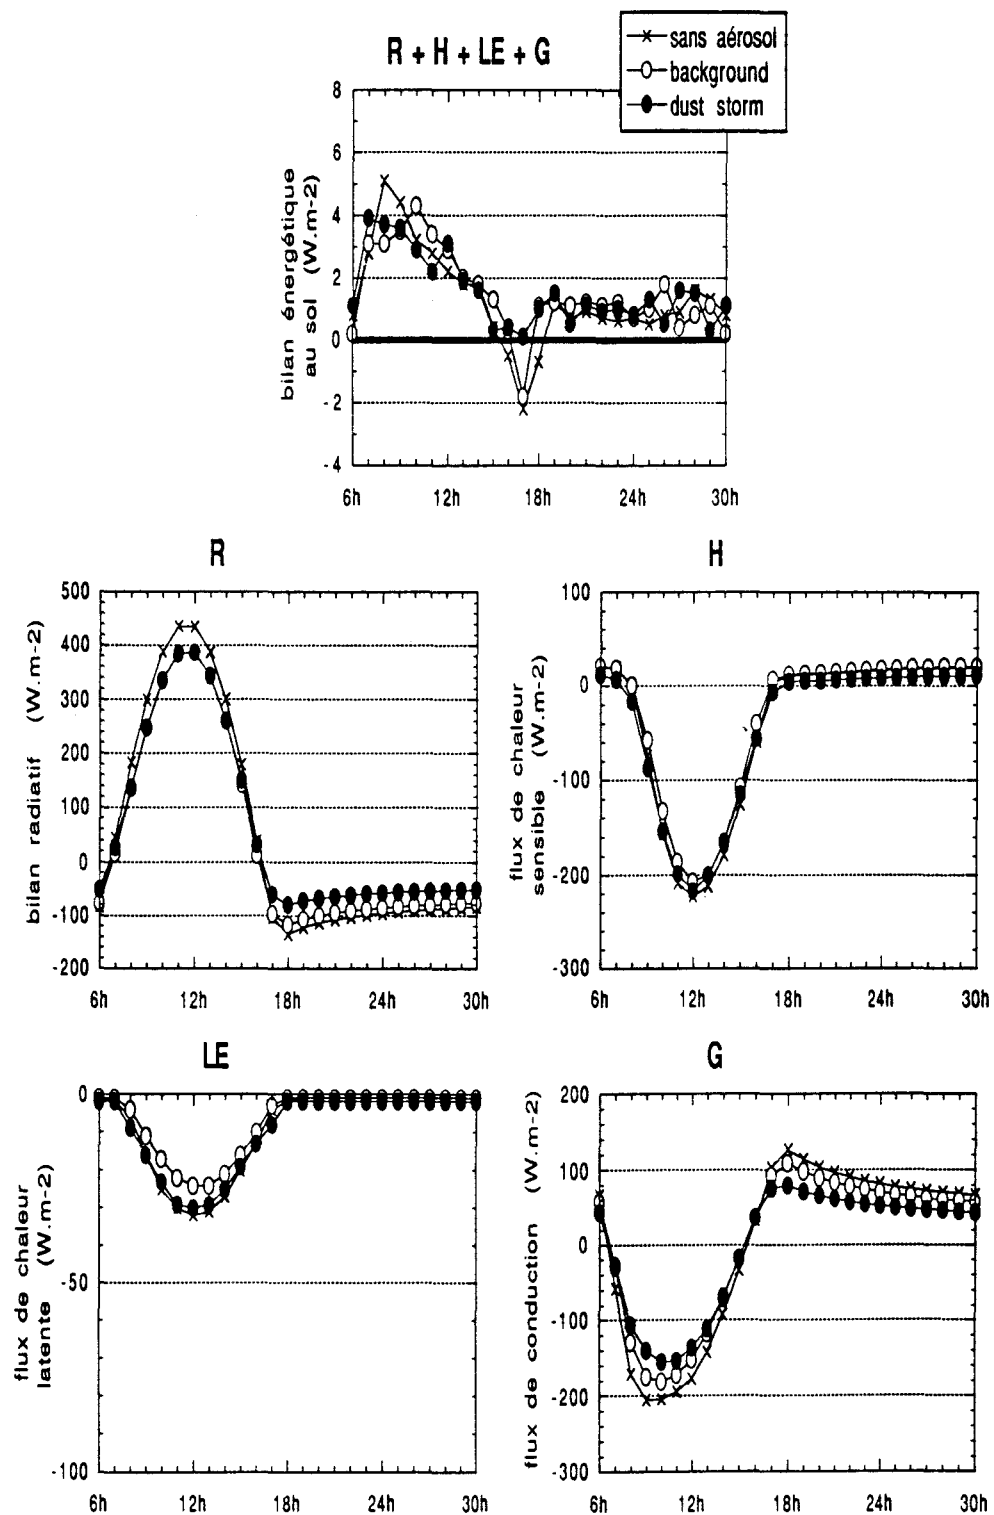 R + H + LE + G
sans aérosol
background
dust storm
bilan énergétique
au sol (W.m-2)
8
6
4
2
0
-2
-4
6h 12h 18h 24h 30h
R
bilan radiatif (W.m-2)
500
400
300
200
100
0
-100
-200
6h 12h 18h 24h 30h
H
flux de chaleur
sensible (W.m-2)
100
0
-100
-200
-300
6h 12h 18h 24h 30h
LE
flux de chaleur
latente (W.m-2)
0
-50
-100
6h 12h 18h 24h 30h
G
flux de conduction (W.m-2)
200
100
0
-100
-200
-300
6h 12h 18h 24h 30h